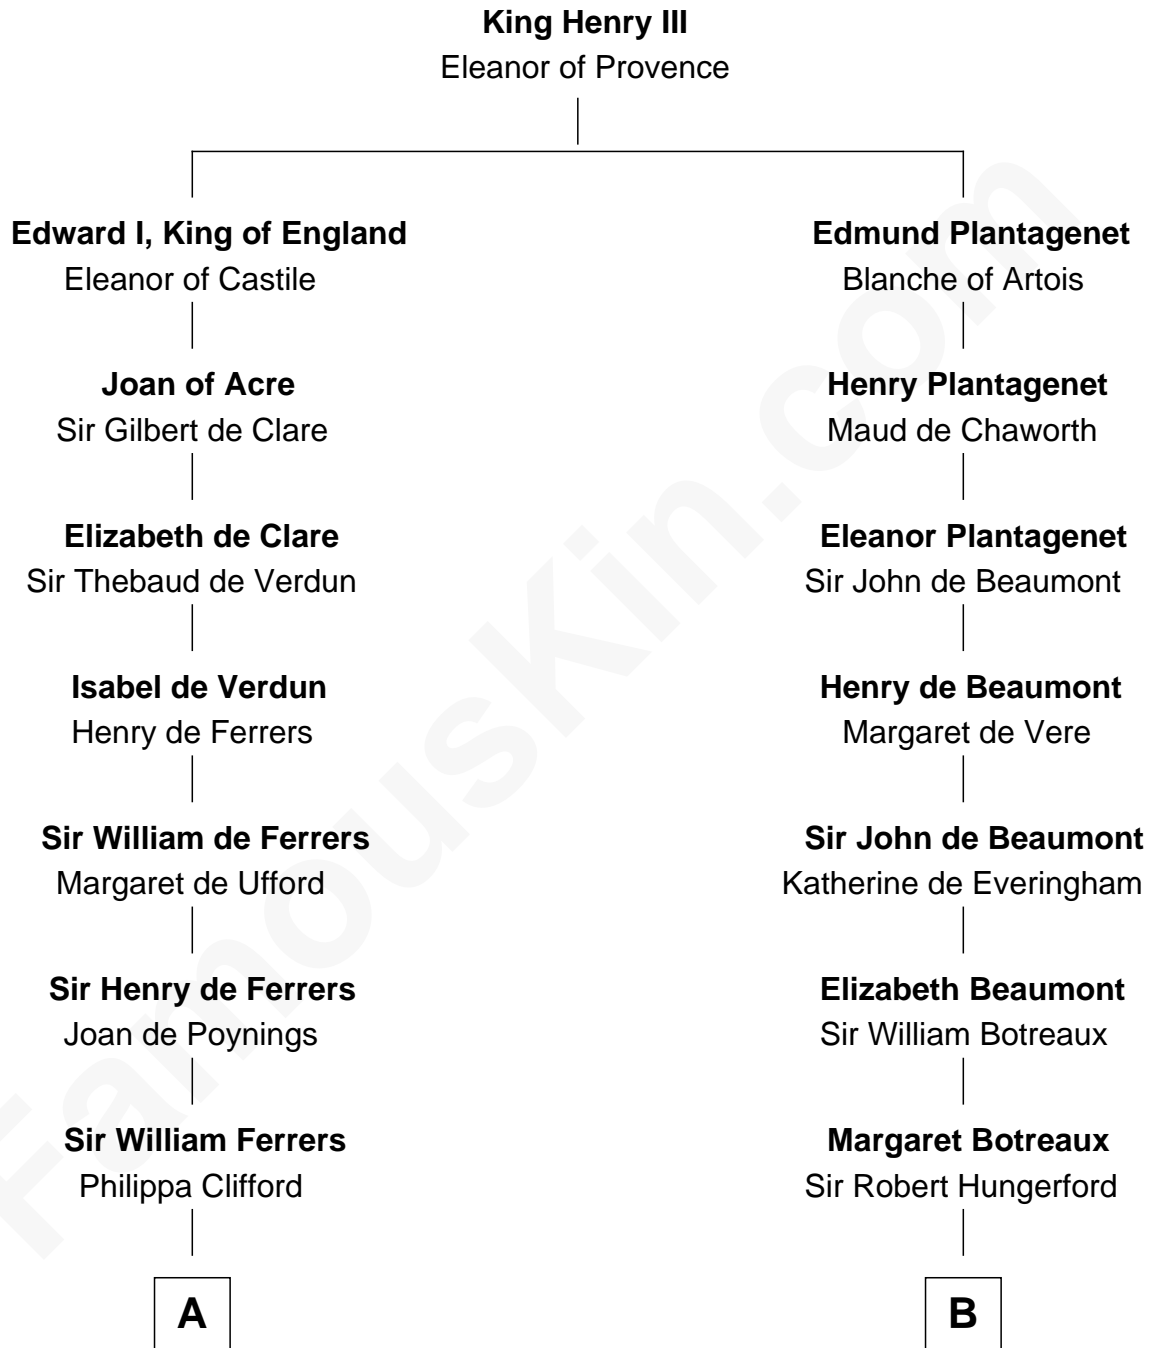 King Henry III
Eleanor of Provence
Edward I, King of England
Eleanor of Castile
Edmund Plantagenet
Blanche of Artois
Joan of Acre
Sir Gilbert de Clare
Henry Plantagenet
Maud de Chaworth
Elizabeth de Clare
Sir Thebaud de Verdun
Eleanor Plantagenet
Sir John de Beaumont
Isabel de Verdun
Henry de Ferrers
Henry de Beaumont
Margaret de Vere
Sir William de Ferrers
Margaret de Ufford
Sir John de Beaumont
Katherine de Everingham
Sir Henry de Ferrers
Joan de Poynings
Elizabeth Beaumont
Sir William Botreaux
Sir William Ferrers
Philippa Clifford
Margaret Botreaux
Sir Robert Hungerford
A
B
FamousKin.com